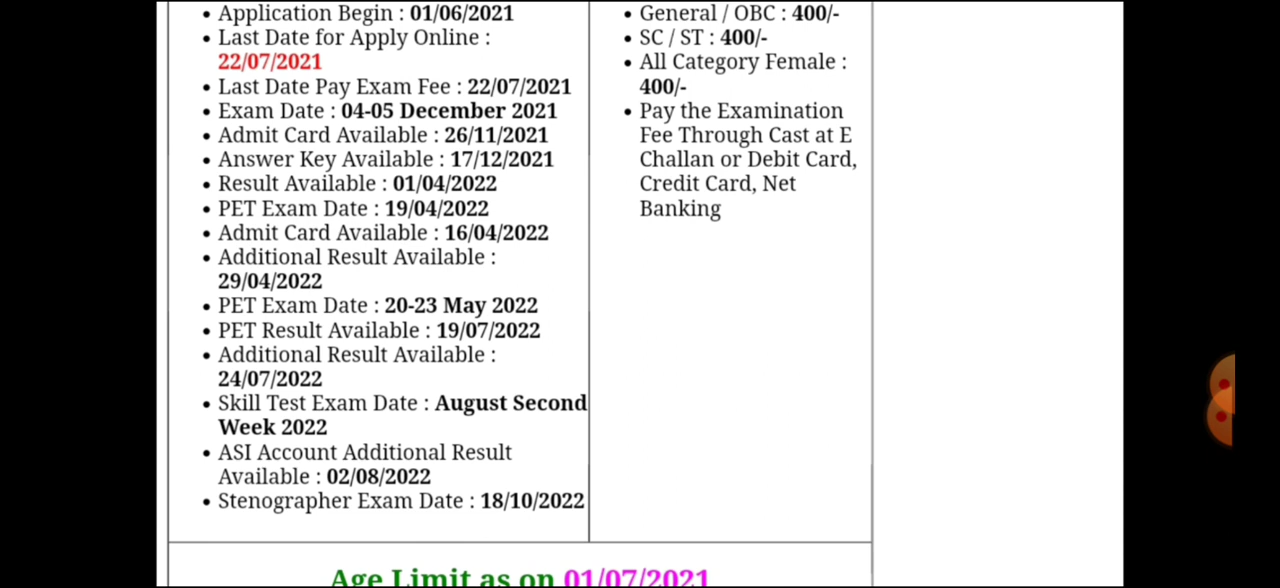 Application Begin : 01/06/2021
Last Date for Apply Online :
22/07/2021
Last Date Pay Exam Fee : 22/07/2021
Exam Date : 04-05 December 2021
Admit Card Available : 26/11/2021
Answer Key Available : 17/12/2021
Result Available : 01/04/2022
PET Exam Date : 19/04/2022
Admit Card Available : 16/04/2022
Additional Result Available :
29/04/2022
PET Exam Date : 20-23 May 2022
PET Result Available : 19/07/2022
Additional Result Available :
24/07/2022
Skill Test Exam Date : August Second
Week 2022
ASI Account Additional Result
Available : 02/08/2022
Stenographer Exam Date : 18/10/2022
General / OBC : 400/-
SC / ST : 400/-
All Category Female :
400/-
Pay the Examination
Fee Through Cast at E
Challan or Debit Card,
Credit Card, Net
Banking
Age Limit as on 01/07/2021